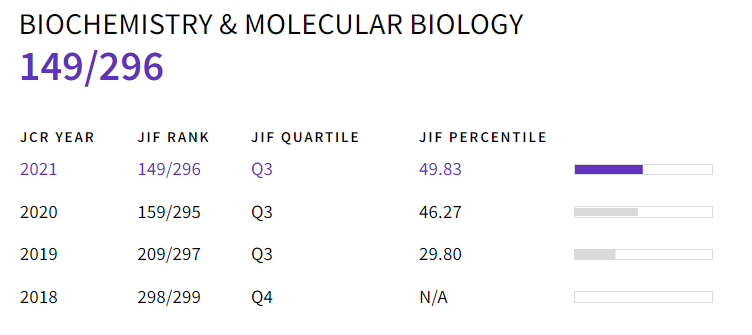 BIOCHEMISTRY & MOLECULAR BIOLOGY
149/296
JCR YEAR JIF RANK JIF QUARTILE JIF PERCENTILE
2021 149/296 Q3 49.83
2020 159/295 Q3 46.27
2019 209/297 Q3 29.80
2018 298/299 Q4 N/A